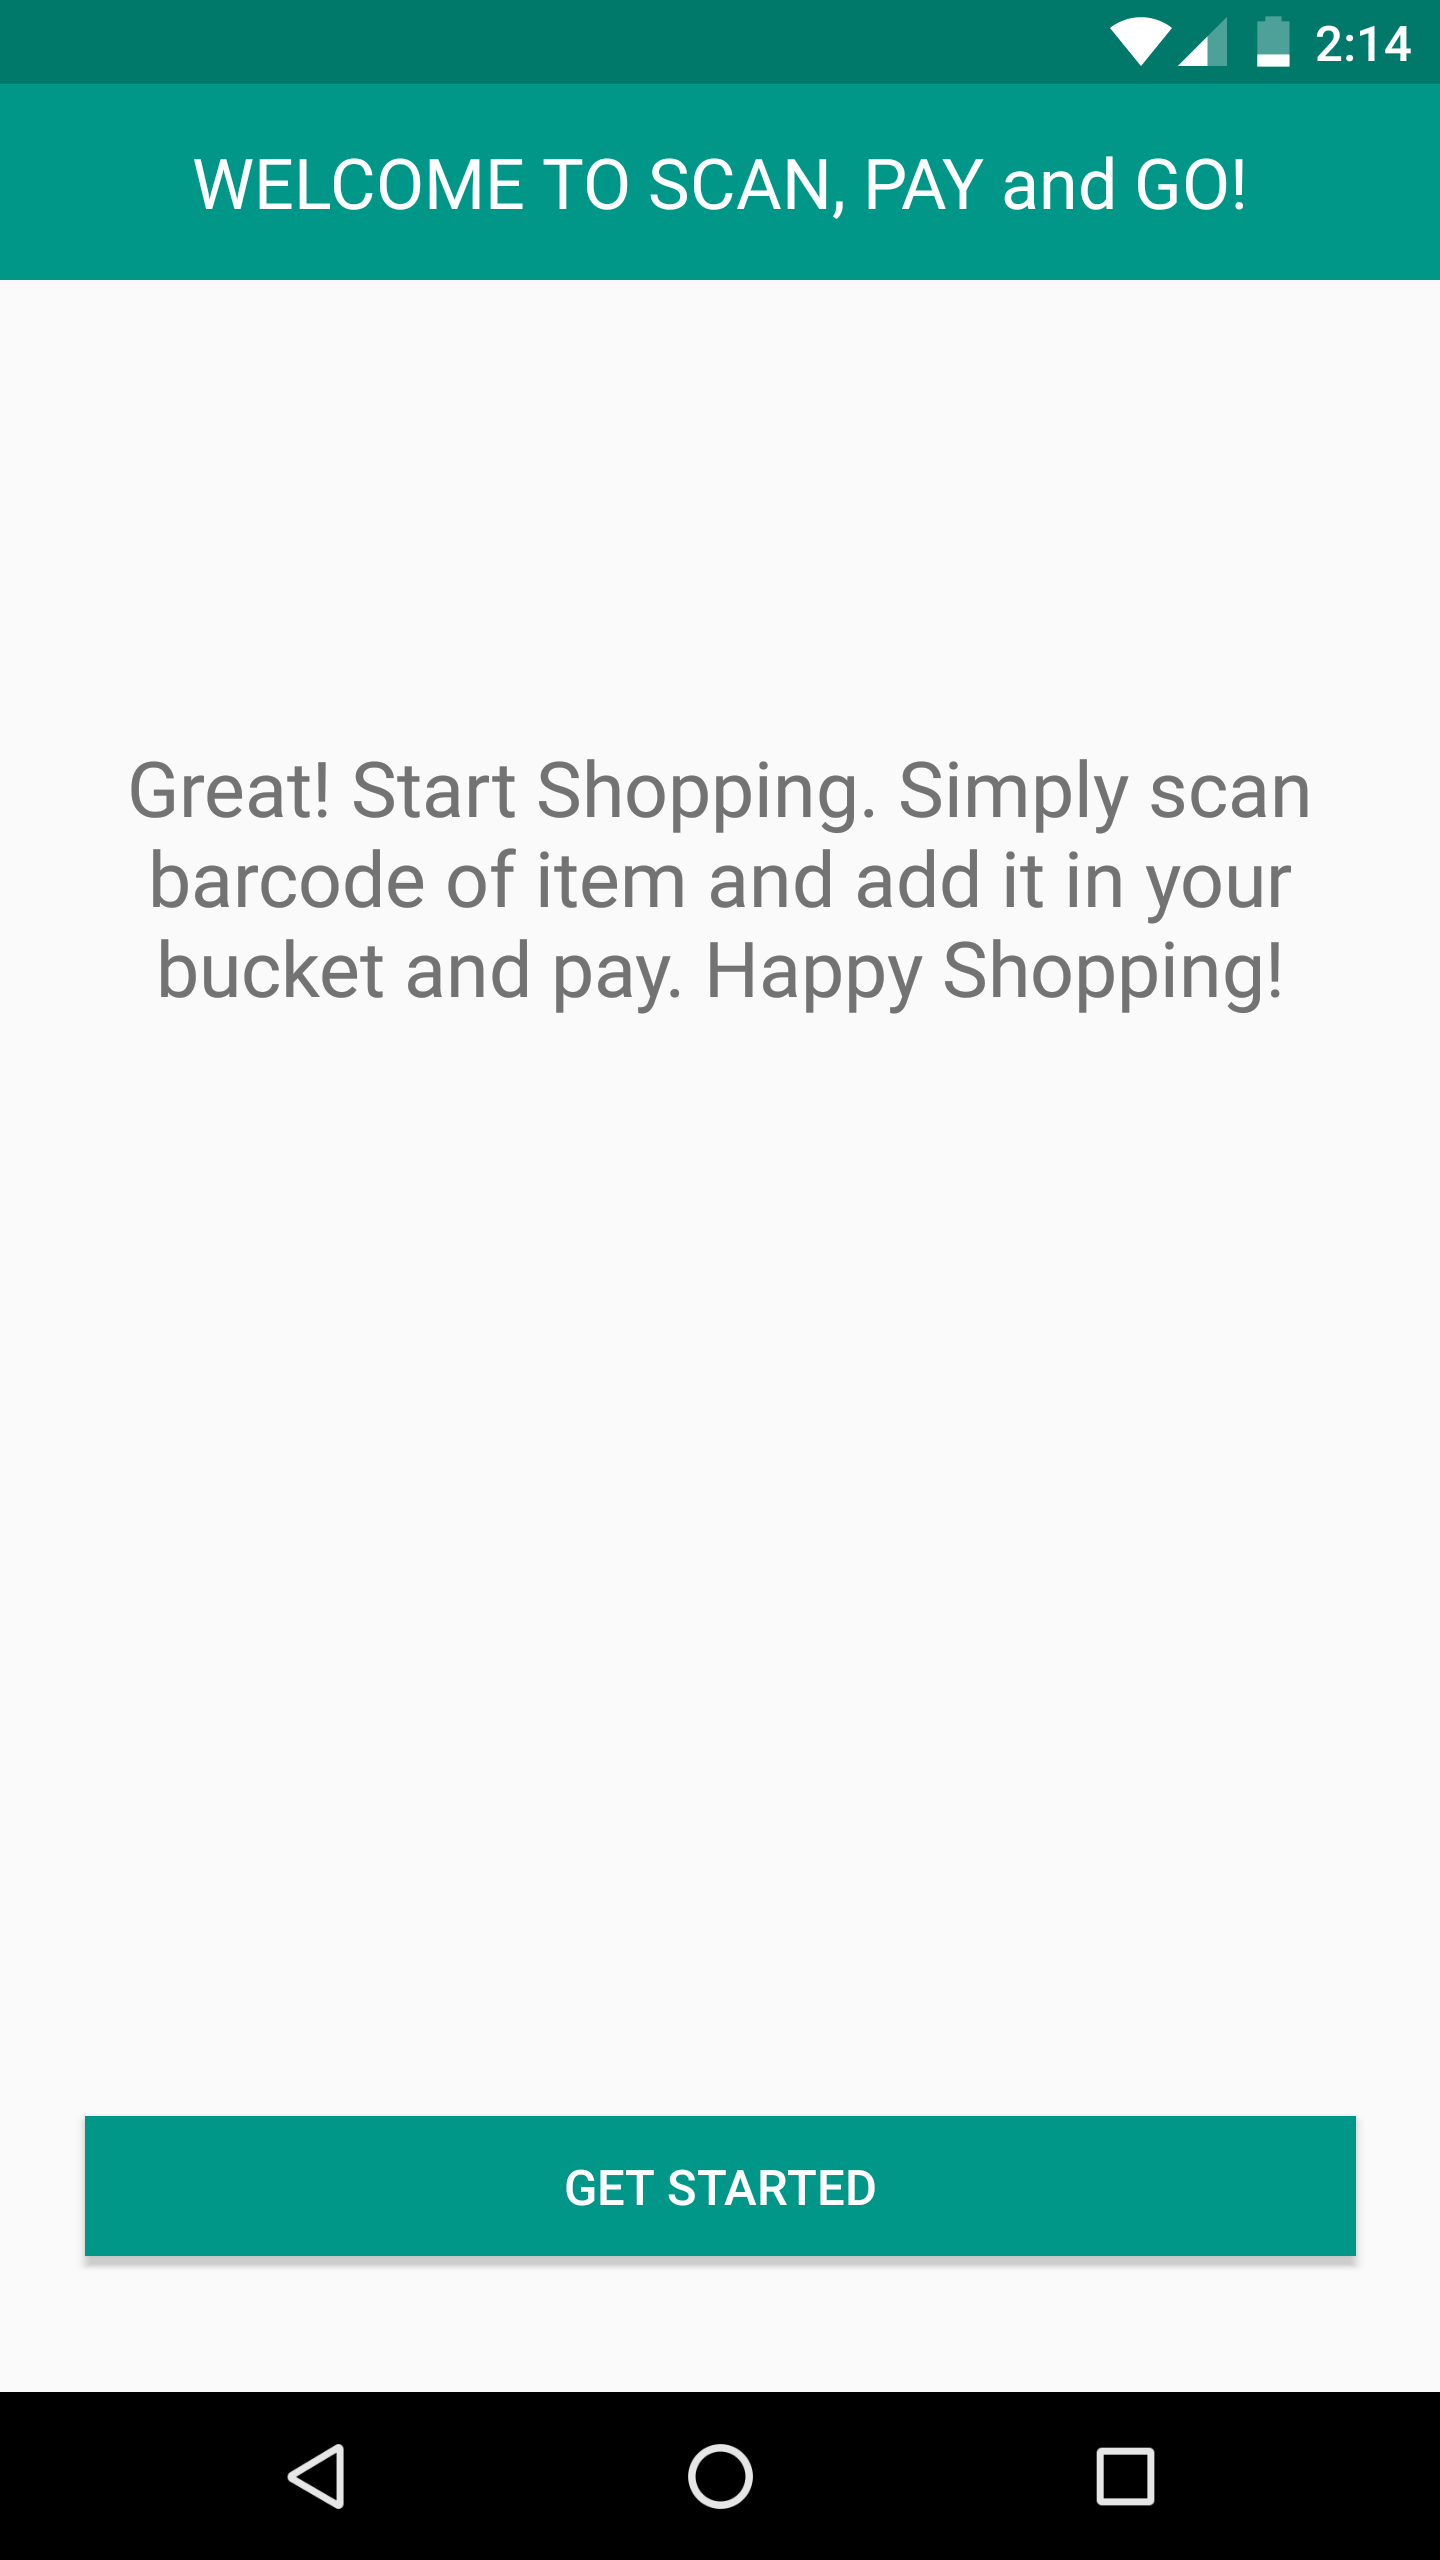 2:14
WELCOME TO SCAN, PAY and GO!
Great! Start Shopping. Simply scan
barcode of item and add it in your
bucket and pay. Happy Shopping!
GET STARTED